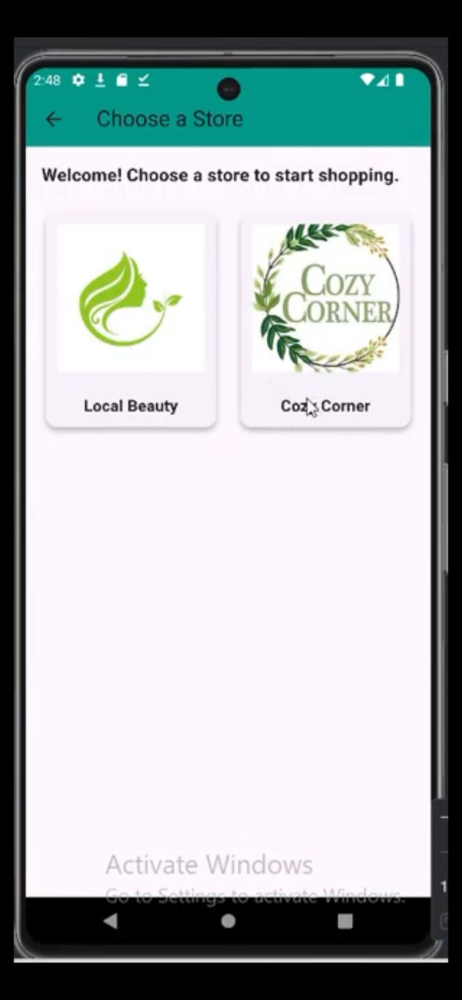 2:48
Choose a Store
Welcome! Choose a store to start shopping.
COZY
CORNER
Local Beauty
Cozy Corner
Activate Windows
Go to Settings to activate Windows.
1